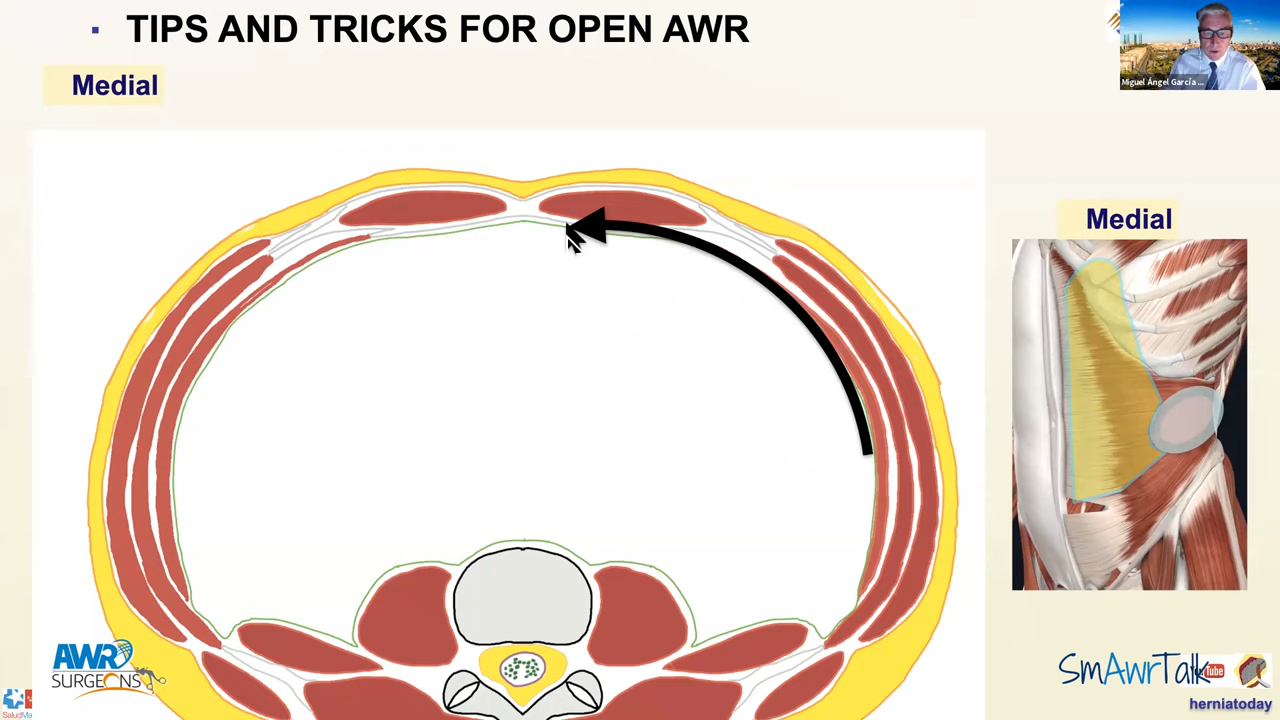 ▪ TIPS AND TRICKS FOR OPEN AWR
Miguel Ángel García ...
Medial
Medial
AWR
SURGEONS
SmAwrTalk
herniatoday